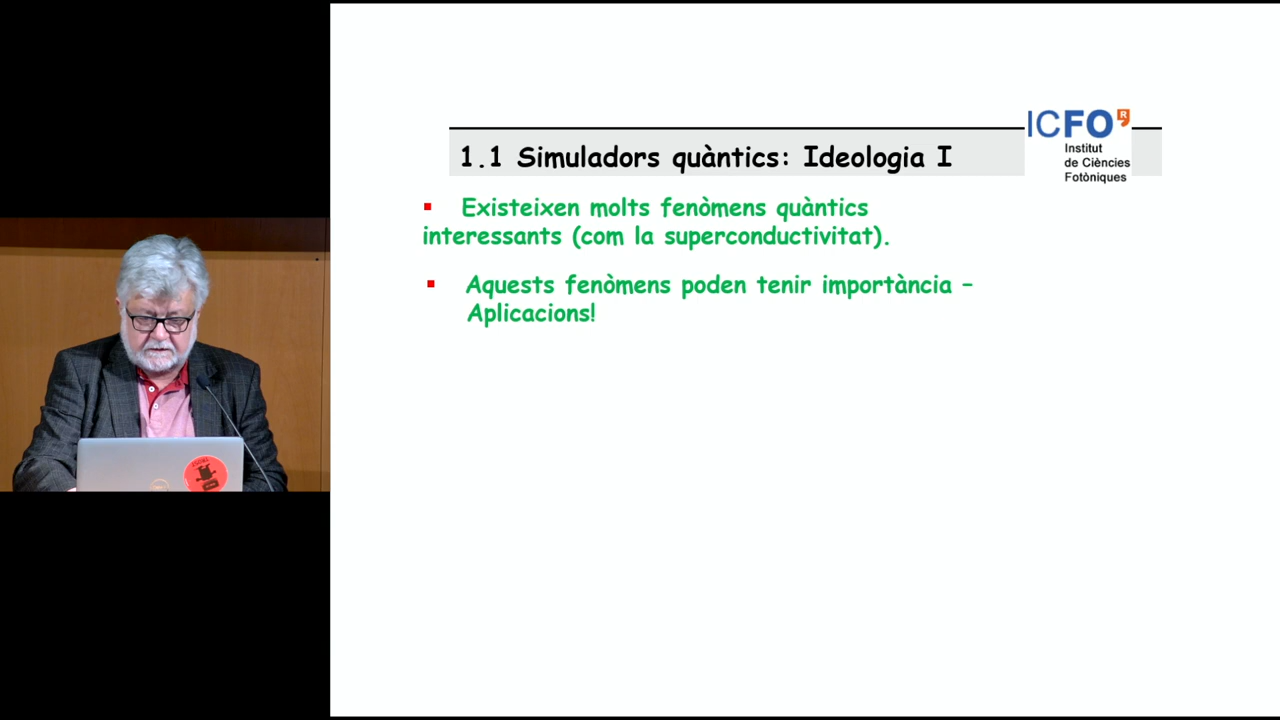 ICFOR
Institut
de Ciències
Fotòniques
1.1 Simuladors quàntics: Ideologia I
▪ Existeixen molts fenòmens quàntics
interessants (com la superconductivitat).
▪ Aquests fenòmens poden tenir importància –
Aplicacions!